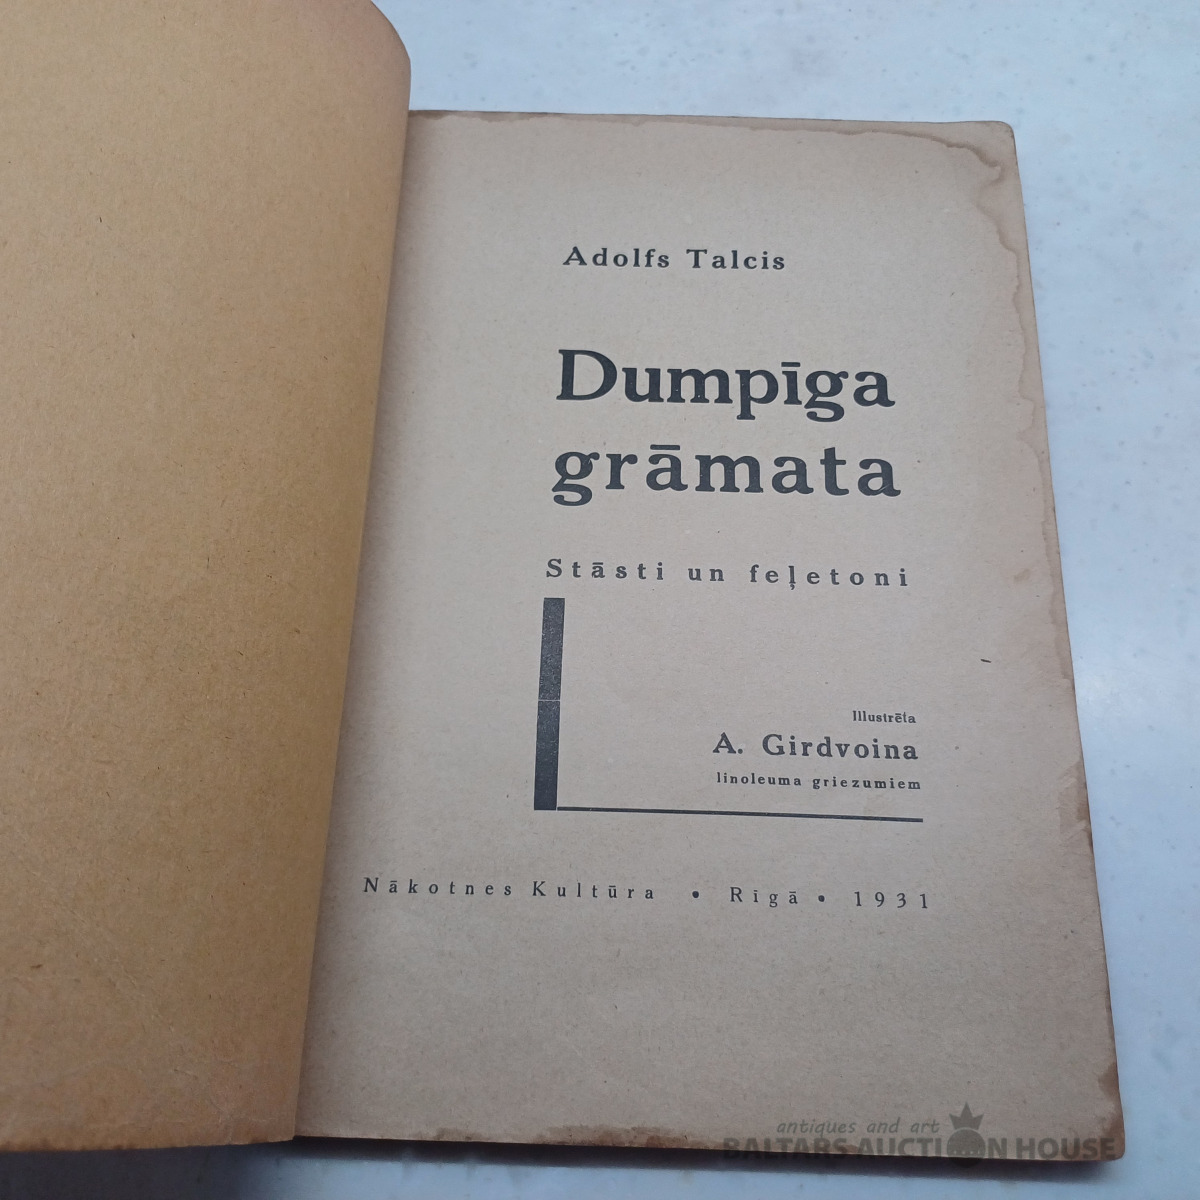 Adolfs Talcis
Dumpīga
grāmata
Stāsti un feļetoni
Illustrēta
A. Girdvoina
linoleuma griezumiem
Nākotnes Kultūra • Rīgā • 1931
antiques and art
BALTARS AUCTION HOUSE